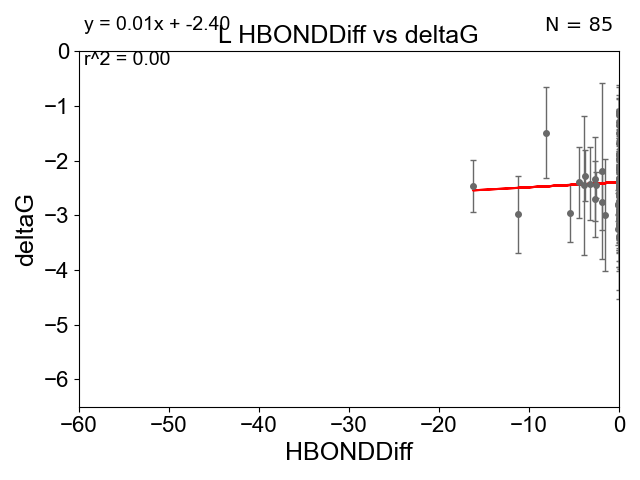 y = 0.01x + -2.40
N = 85
L HBONDDiff vs deltaG
r^2 = 0.00
0
−1
−2
−3
−4
−5
−6
deltaG
−60 −50 −40 −30 −20 −10 0
HBONDDiff